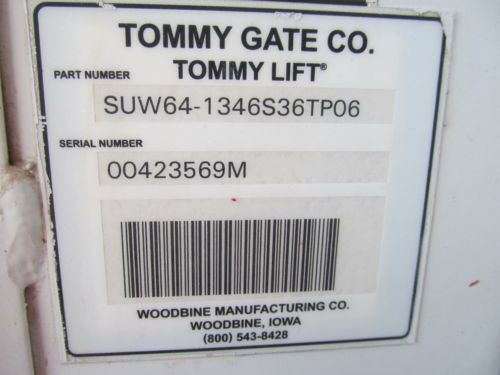 TOMMY GATE CO.
TOMMY LIFT®
PART NUMBER
SUW64-1346S36TP06
SERIAL NUMBER
00423569M
WOODBINE MANUFACTURING CO.
WOODBINE, IOWA
(800) 543-8428